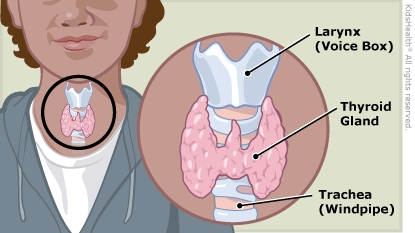 Larynx
(Voice Box)
Thyroid
Gland
Trachea
(Windpipe)
KidsHealth® All rights reserved.